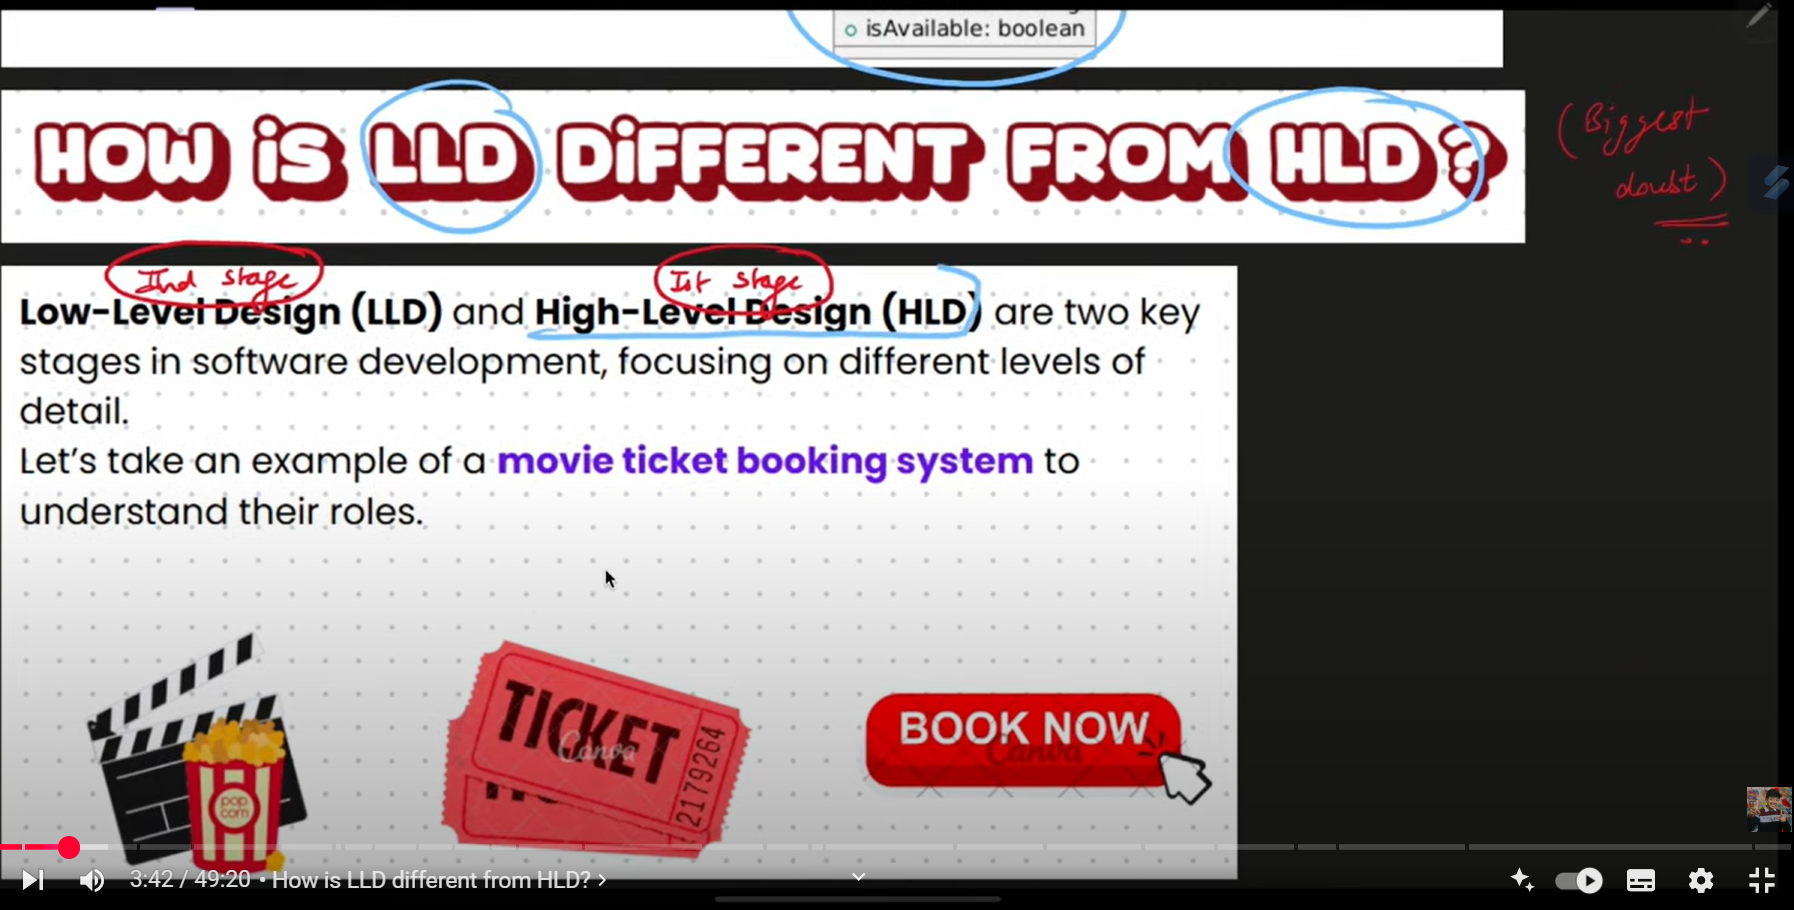 isAvailable: boolean
HOW iS LLD DiFFERENT FROM HLD?
(Biggest
doubt)
IInd stage
Ist stage
Low-Level Design (LLD) and High-Level Design (HLD) are two key
stages in software development, focusing on different levels of
detail.
Let's take an example of a movie ticket booking system to
understand their roles.
TICKET
2179264
Canva
BOOK NOW
Canva
pop
corn
3:42 / 49:20 • How is LLD different from HLD? >